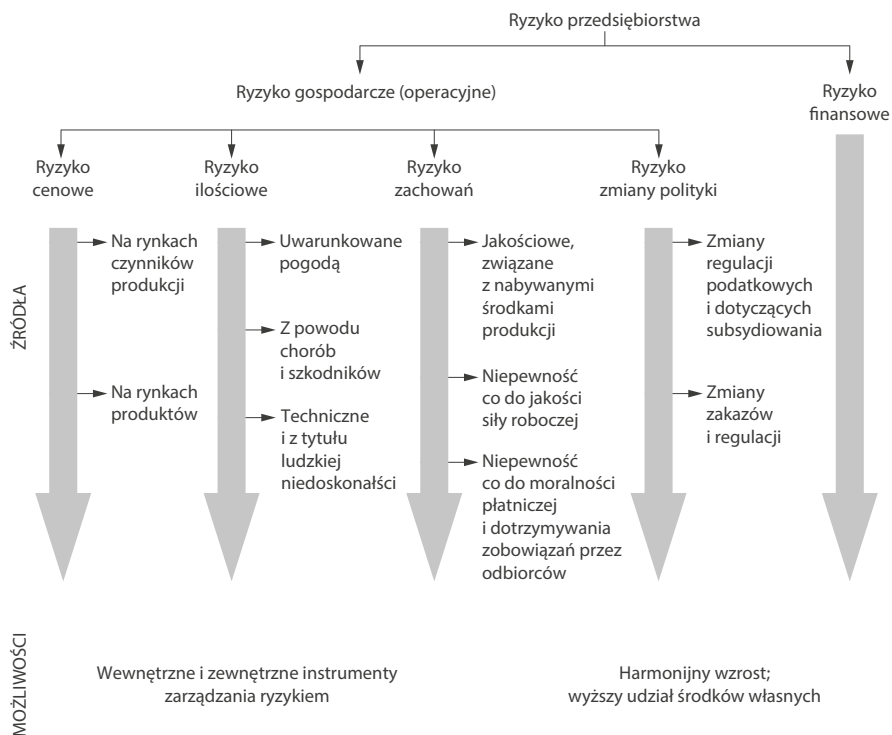 Ryzyko przedsiębiorstwa
Ryzyko gospodarcze (operacyjne)
Ryzyko
finansowe
Ryzyko
cenowe
Ryzyko
ilościowe
Ryzyko
zachowań
Ryzyko
zmiany polityki
ŹRÓDŁA
Na rynkach
czynników
produkcji
Na rynkach
produktów
Uwarunkowane
pogodą
Z powodu
chorób
i szkodników
Techniczne
i z tytułu
ludzkiej
niedoskonałści
Jakościowe,
związane
z nabywanymi
środkami
produkcji
Niepewność
co do jakości
siły roboczej
Niepewność
co do moralności
płatniczej
i dotrzymywania
zobowiązań przez
odbiorców
Zmiany
regulacji
podatkowych
i dotyczących
subsydiowania
Zmiany
zakazów
i regulacji
MOŻLIWOŚCI
Wewnętrzne i zewnętrzne instrumenty
zarządzania ryzykiem
Harmonijny wzrost;
wyższy udział środków własnych